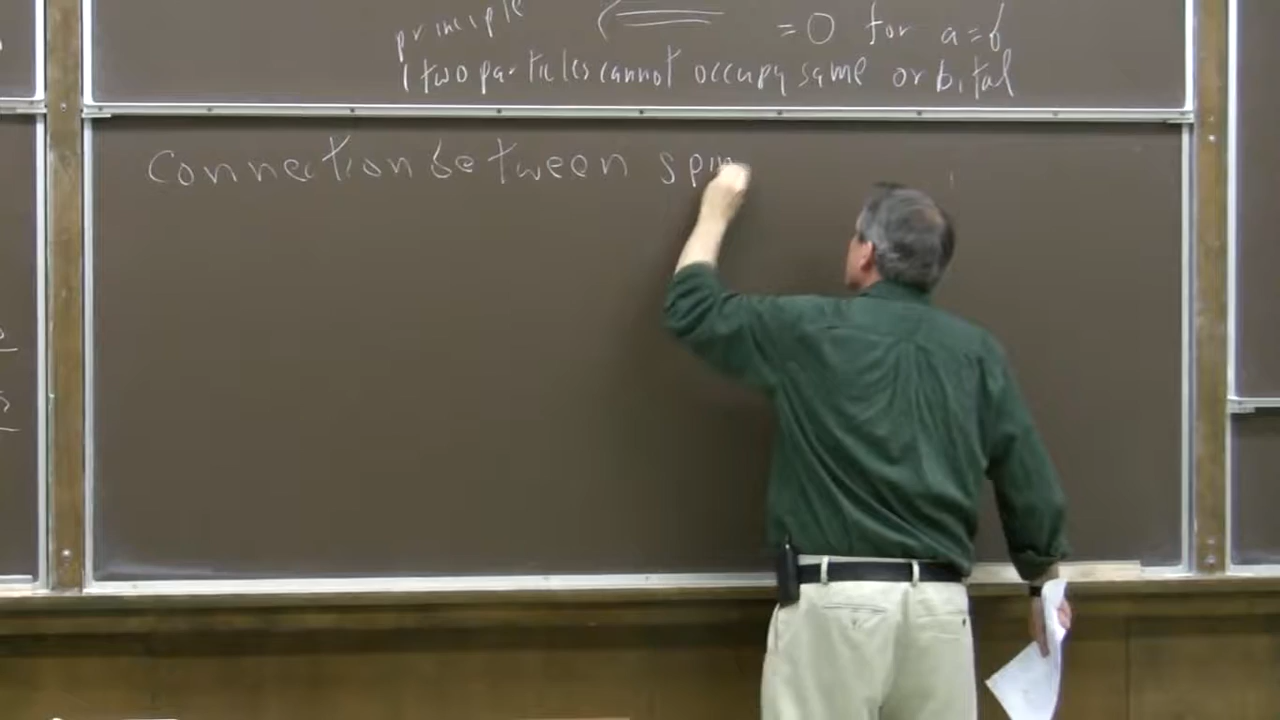 principle
= 0 for a = b
( two particles cannot occupy same orbital
Connection between spin